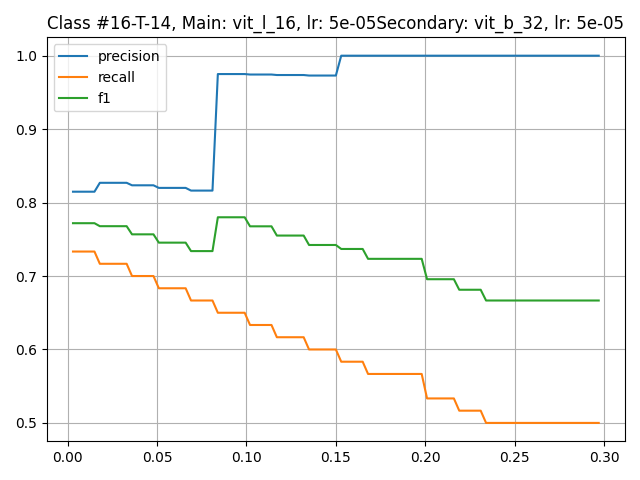 Class #16-T-14, Main: vit_l_16, lr: 5e-05Secondary: vit_b_32, lr: 5e-05
precision
recall
f1
1.0
0.9
0.8
0.7
0.6
0.5
0.00 0.05 0.10 0.15 0.20 0.25 0.30